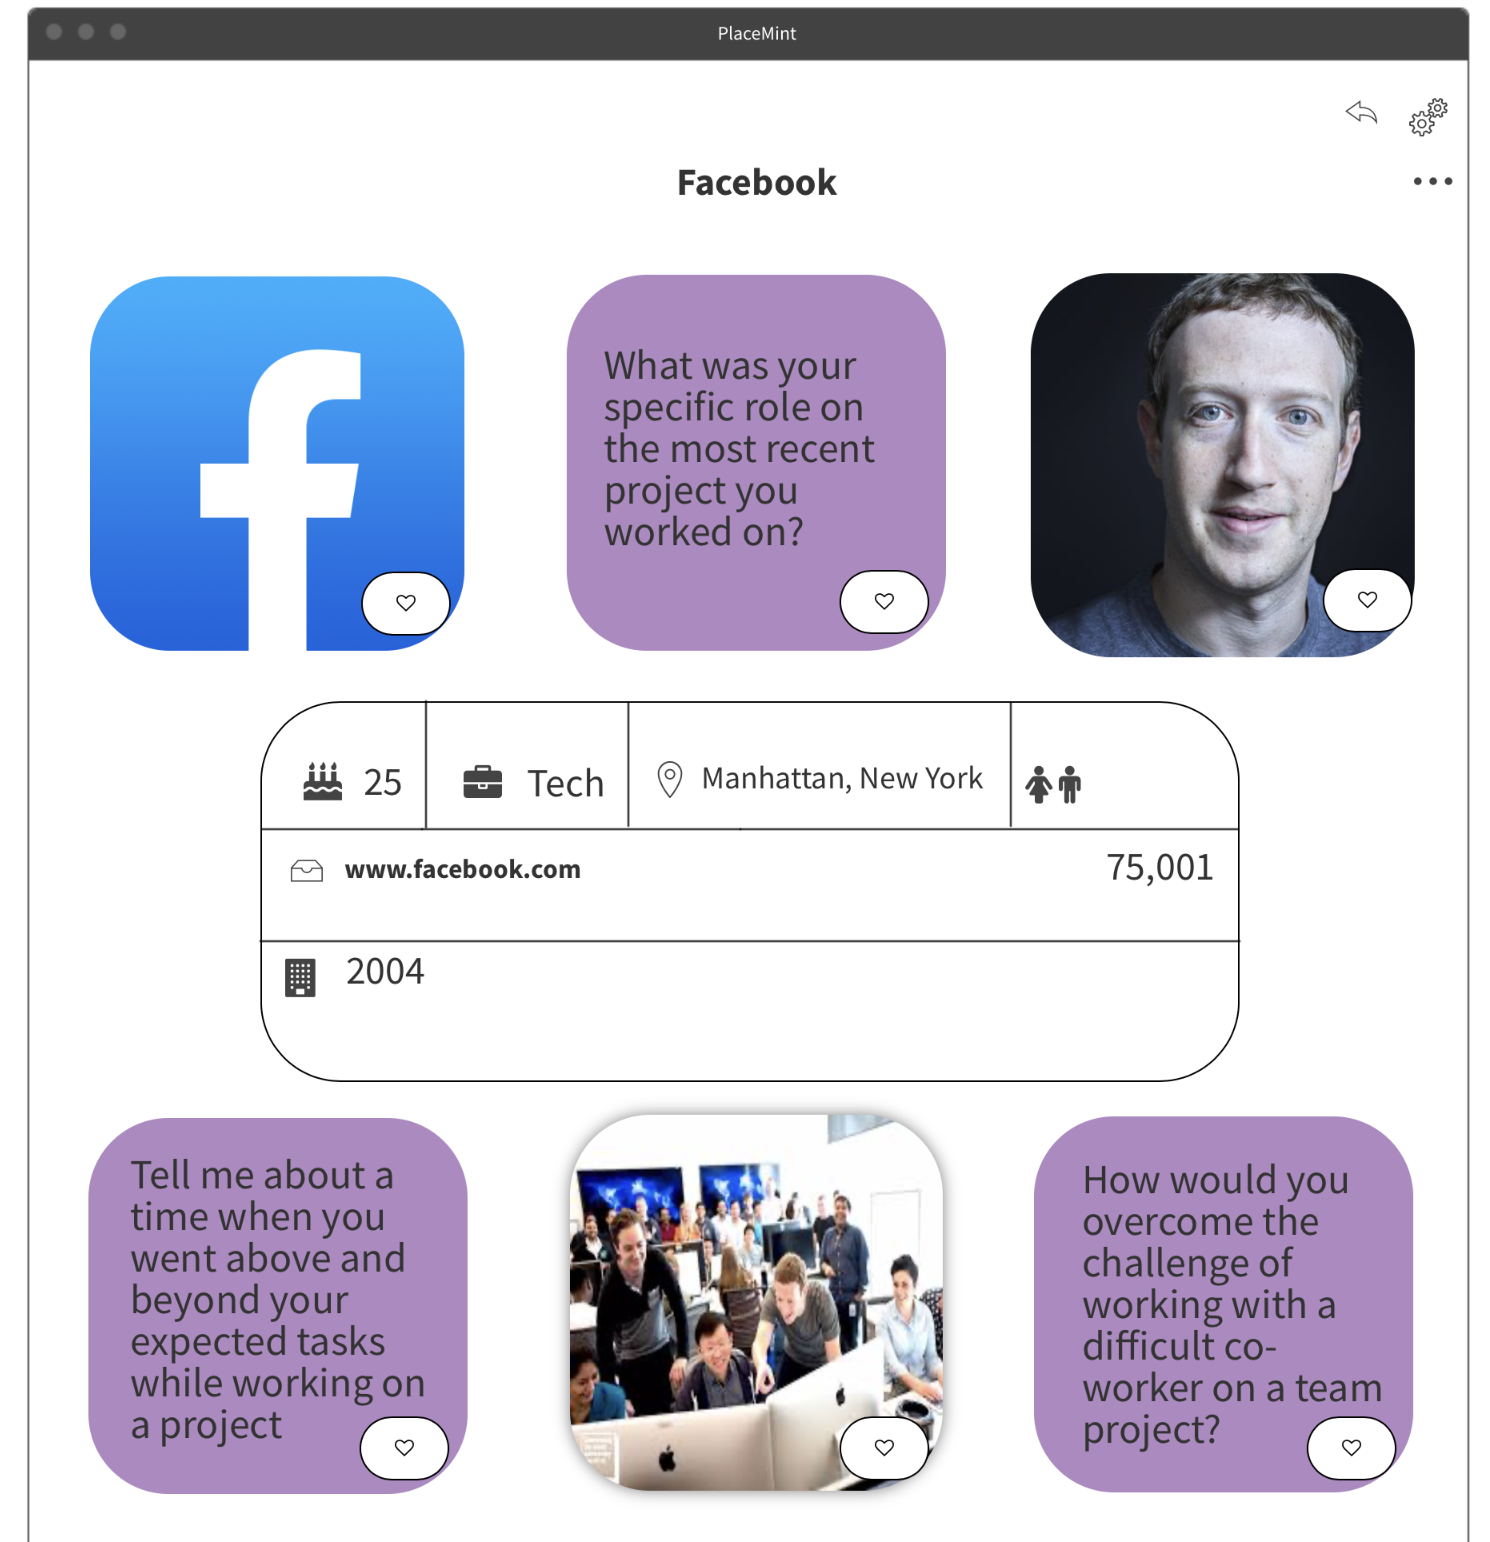 PlaceMint
Facebook
What was your
specific role on
the most recent
project you
worked on?
25
Tech
Manhattan, New York
www.facebook.com
75,001
2004
Tell me about a
time when you
went above and
beyond your
expected tasks
while working on
a project
How would you
overcome the
challenge of
working with a
difficult co-
worker on a team
project?